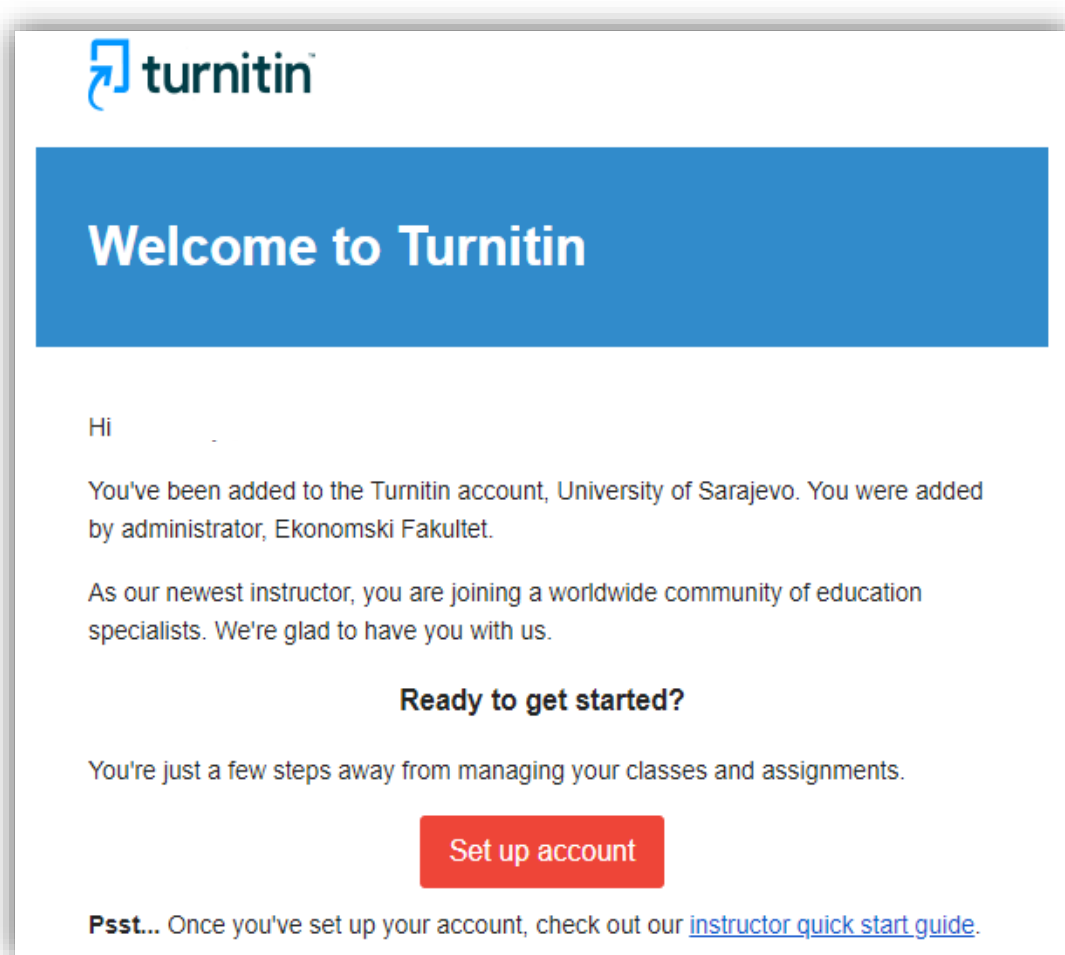 turnitin™
Welcome to Turnitin
Hi
You've been added to the Turnitin account, University of Sarajevo. You were added
by administrator, Ekonomski Fakultet.
As our newest instructor, you are joining a worldwide community of education
specialists. We're glad to have you with us.
Ready to get started?
You're just a few steps away from managing your classes and assignments.
Set up account
Psst... Once you've set up your account, check out our instructor quick start guide.